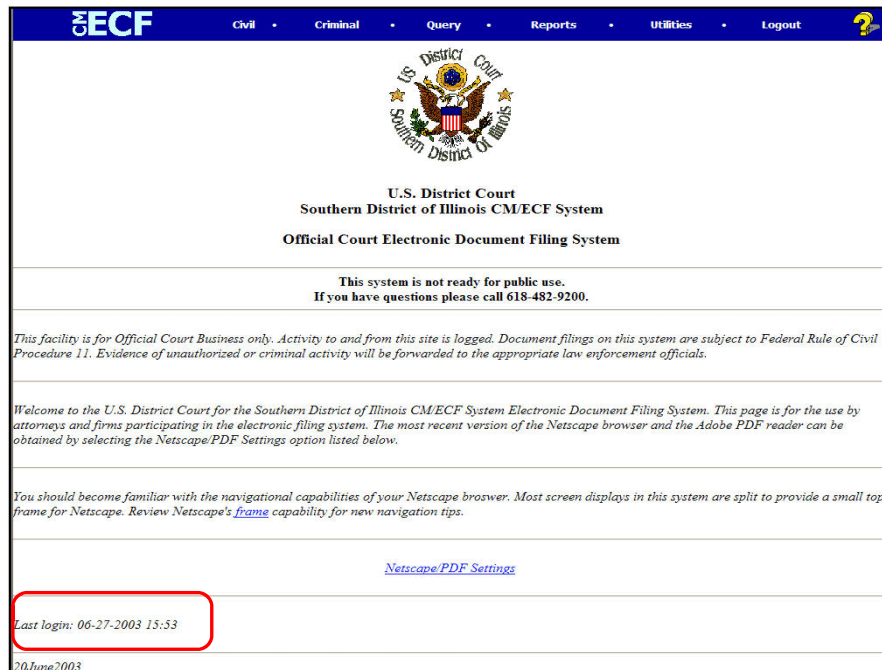 CM ECF Civil • Criminal • Query • Reports • Utilities • Logout ?
US District Court
Southern District Of Illinois
U.S. District Court
Southern District of Illinois CM/ECF System
Official Court Electronic Document Filing System
This system is not ready for public use.
If you have questions please call 618-482-9200.
This facility is for Official Court Business only. Activity to and from this site is logged. Document filings on this system are subject to Federal Rule of Civil
Procedure 11. Evidence of unauthorized or criminal activity will be forwarded to the appropriate law enforcement officials.
Welcome to the U.S. District Court for the Southern District of Illinois CM/ECF System Electronic Document Filing System. This page is for the use by
attorneys and firms participating in the electronic filing system. The most recent version of the Netscape browser and the Adobe PDF reader can be
obtained by selecting the Netscape/PDF Settings option listed below.
You should become familiar with the navigational capabilities of your Netscape broswer. Most screen displays in this system are split to provide a small top
frame for Netscape. Review Netscape's frame capability for new navigation tips.
Netscape/PDF Settings
Last login: 06-27-2003 15:53
20June2003